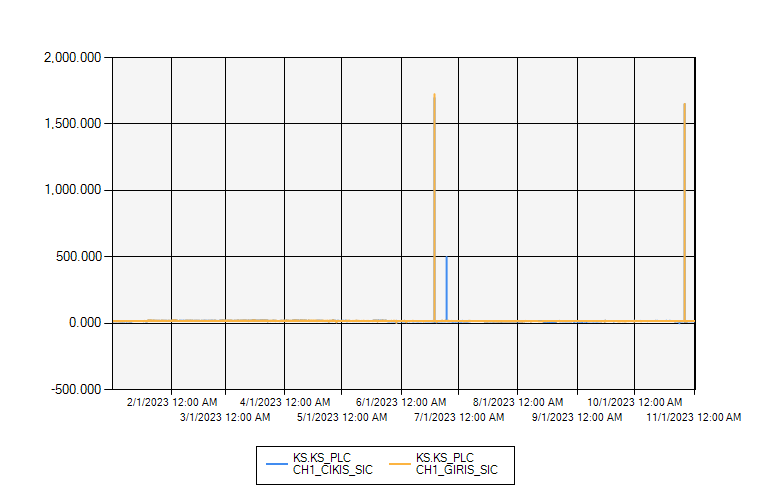 2,000.000
1,500.000
1,000.000
500.000
0.000
-500.000
2/1/2023 12:00 AM
4/1/2023 12:00 AM
6/1/2023 12:00 AM
8/1/2023 12:00 AM
10/1/2023 12:00 AM
3/1/2023 12:00 AM
5/1/2023 12:00 AM
7/1/2023 12:00 AM
9/1/2023 12:00 AM
11/1/2023 12:00 AM
KS.KS_PLC
CH1_CIKIS_SIC
KS.KS_PLC
CH1_GIRIS_SIC